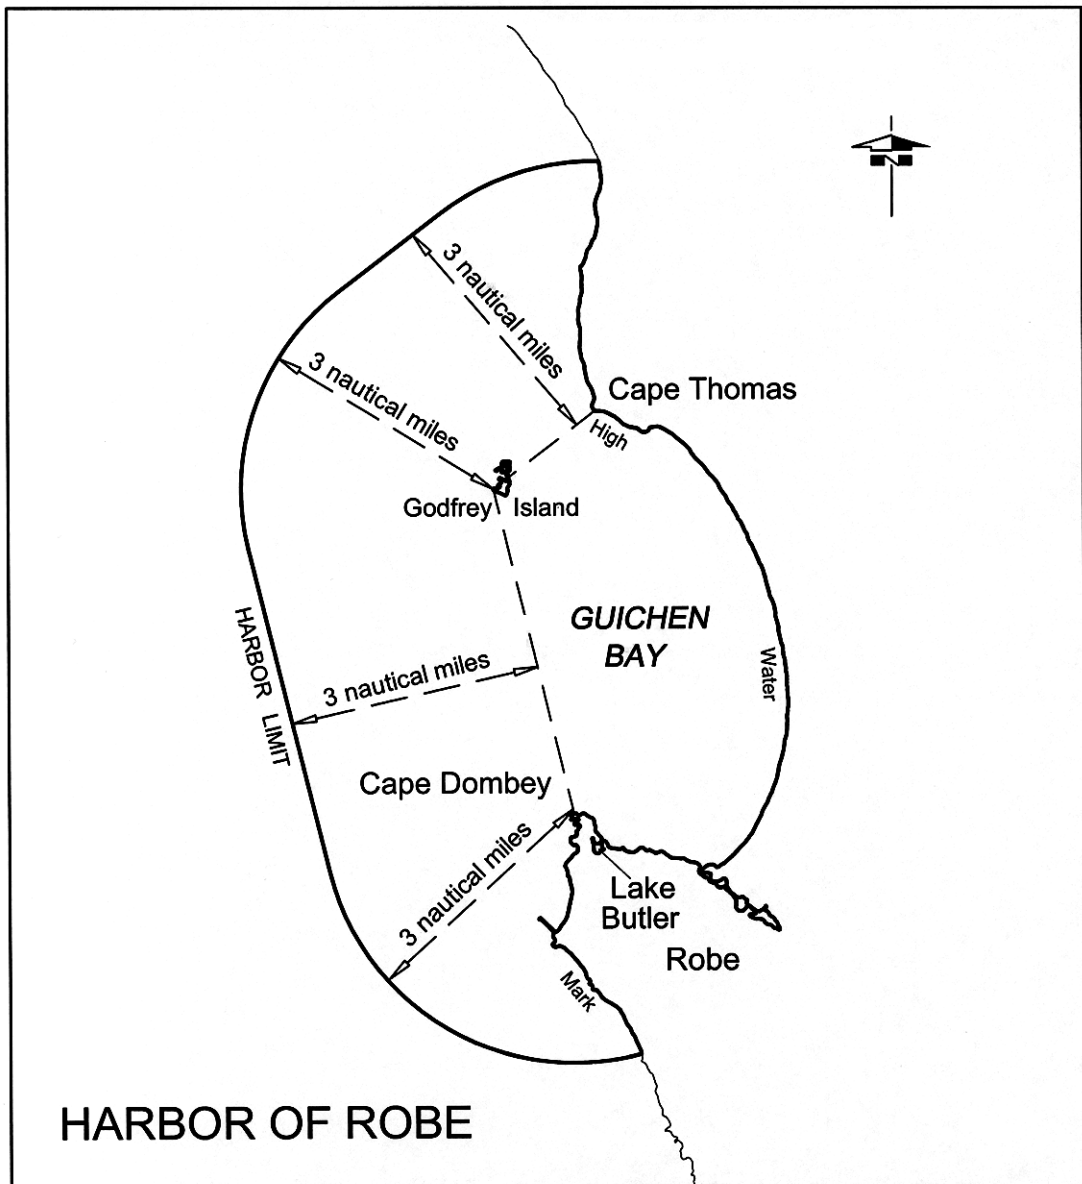 N
3 nautical miles
3 nautical miles
Cape Thomas
High
Godfrey Island
GUICHEN
BAY
Water
HARBOR LIMIT
3 nautical miles
Cape Dombey
3 nautical miles
Lake
Butler
Robe
Mark
HARBOR OF ROBE